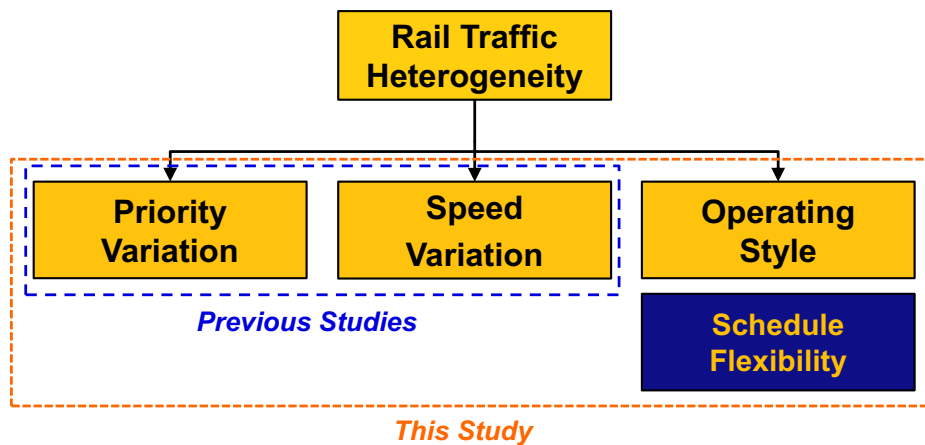 Rail Traffic
Heterogeneity
Priority
Variation
Speed
Variation
Operating
Style
Previous Studies
Schedule
Flexibility
This Study